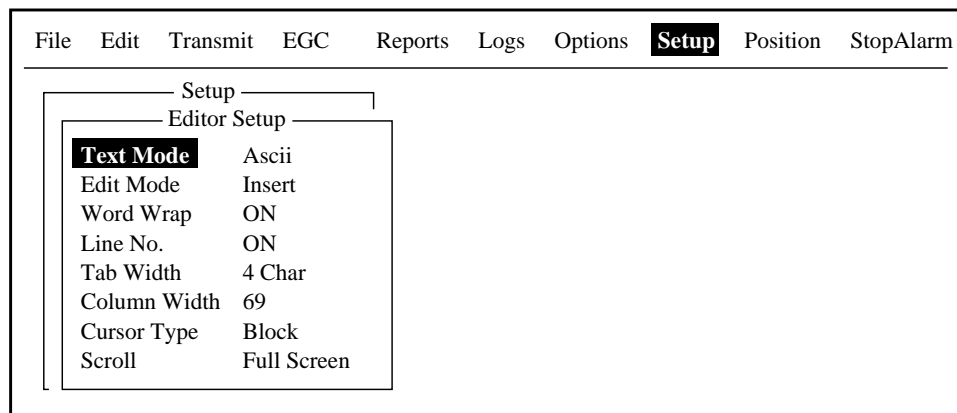 File Edit Transmit EGC Reports Logs Options Setup Position StopAlarm
Setup
Editor Setup
Text Mode Ascii
Edit Mode Insert
Word Wrap ON
Line No. ON
Tab Width 4 Char
Column Width 69
Cursor Type Block
Scroll Full Screen